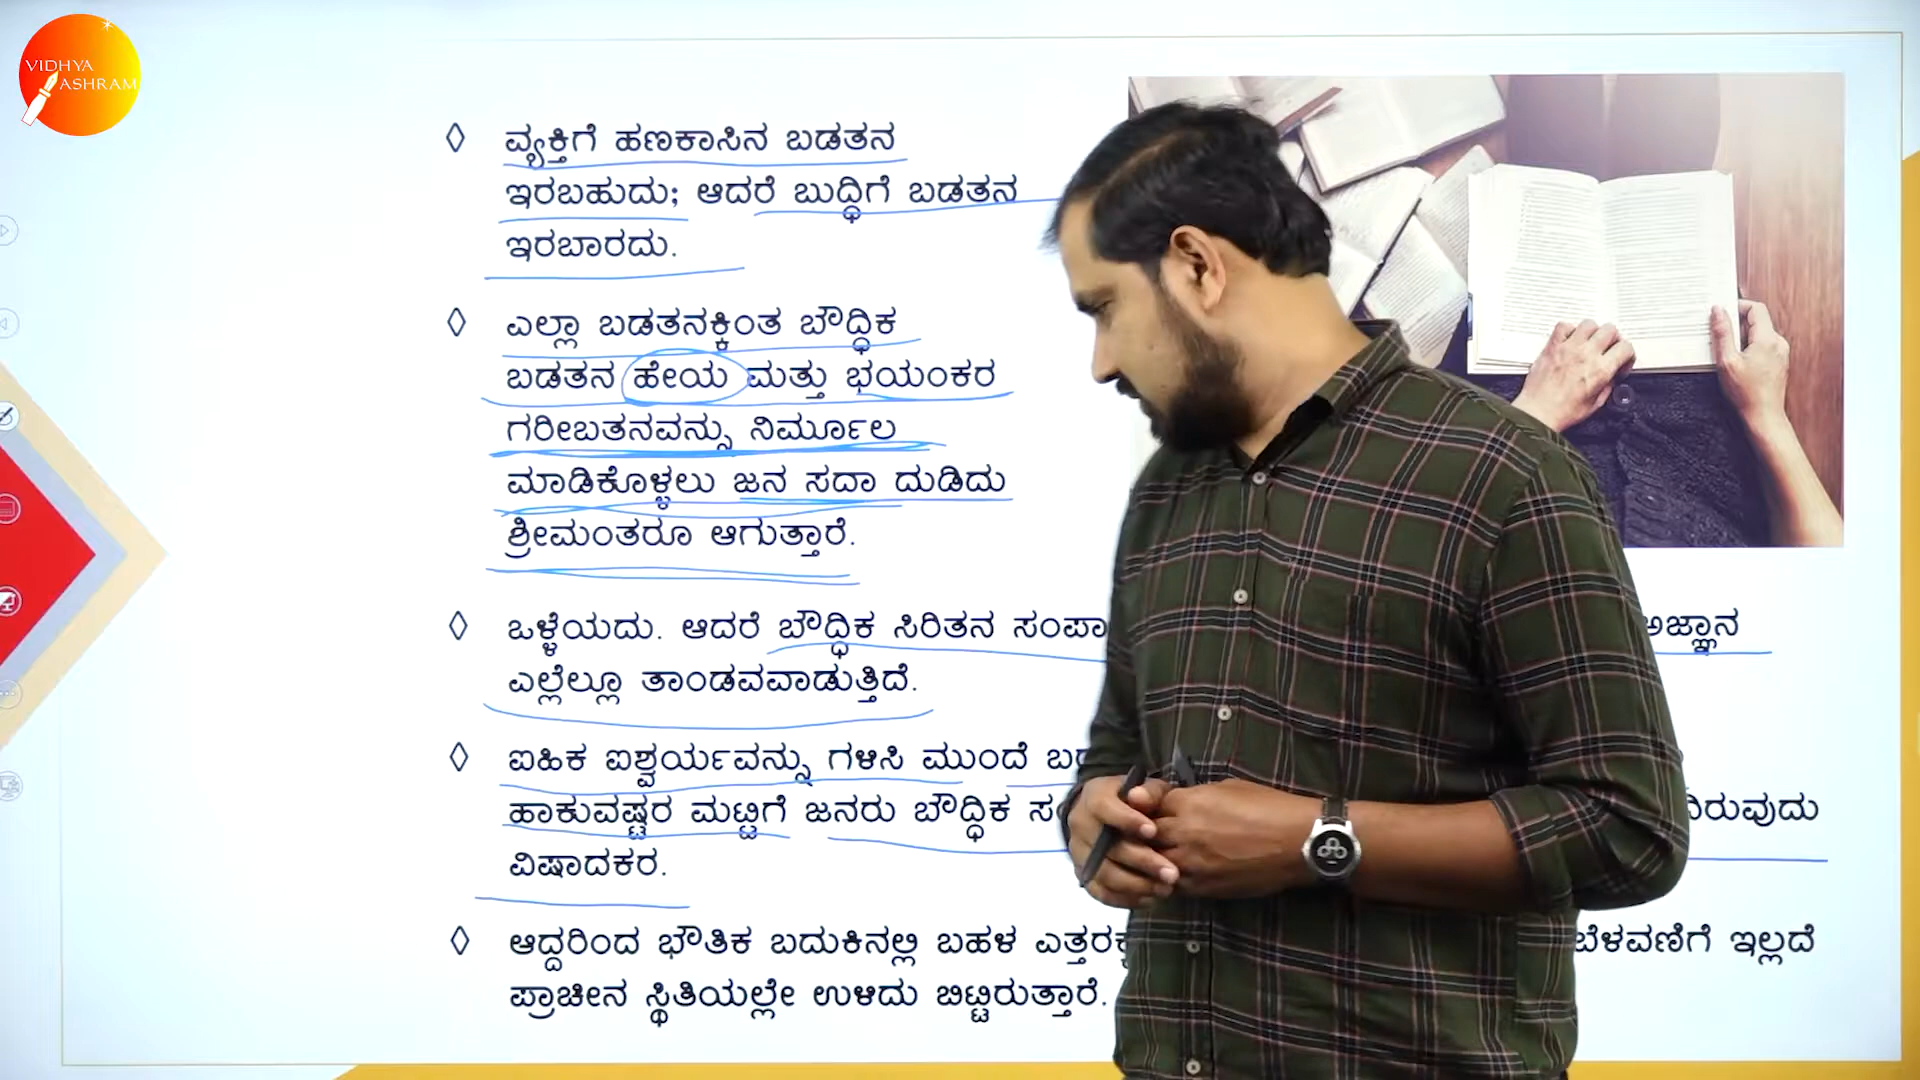 VIDHYA
ASHRAM
◊ ವ್ಯಕ್ತಿಗೆ ಹಣಕಾಸಿನ ಬಡತನ
ಇರಬಹುದು; ಆದರೆ ಬುದ್ಧಿಗೆ ಬಡತನ
ಇರಬಾರದು.
◊ ಎಲ್ಲಾ ಬಡತನಕ್ಕಿಂತ ಬೌದ್ಧಿಕ
ಬಡತನ ಹೇಯ ಮತ್ತು ಭಯಂಕರ
ಗರೀಬತನವನ್ನು ನಿರ್ಮೂಲ
ಮಾಡಿಕೊಳ್ಳಲು ಜನ ಸದಾ ದುಡಿದು
ಶ್ರೀಮಂತರೂ ಆಗುತ್ತಾರೆ.
◊ ಒಳ್ಳೆಯದು. ಆದರೆ ಬೌದ್ಧಿಕ ಸಿರಿತನ ಅಜ್ಞಾನ
ಎಲ್ಲೆಲ್ಲೂ ತಾಂಡವವಾಡುತ್ತಿದೆ.
◊ ಐಹಿಕ ಐಶ್ವರ್ಯವನ್ನು ಗಳಿಸಿ ಮುಂದೆ
ಹಾಕುವಷ್ಟರ ಮಟ್ಟಿಗೆ ಜನರು ಬೌದ್ಧಿಕ
ವಿಷಾದಕರ.
◊ ಆದ್ದರಿಂದ ಭೌತಿಕ ಬದುಕಿನಲ್ಲಿ ಬಹಳ ಬೆಳವಣಿಗೆ ಇಲ್ಲದೆ
ಪ್ರಾಚೀನ ಸ್ಥಿತಿಯಲ್ಲೇ ಉಳಿದು ಬಿಟ್ಟಿರುತ್ತಾರೆ.